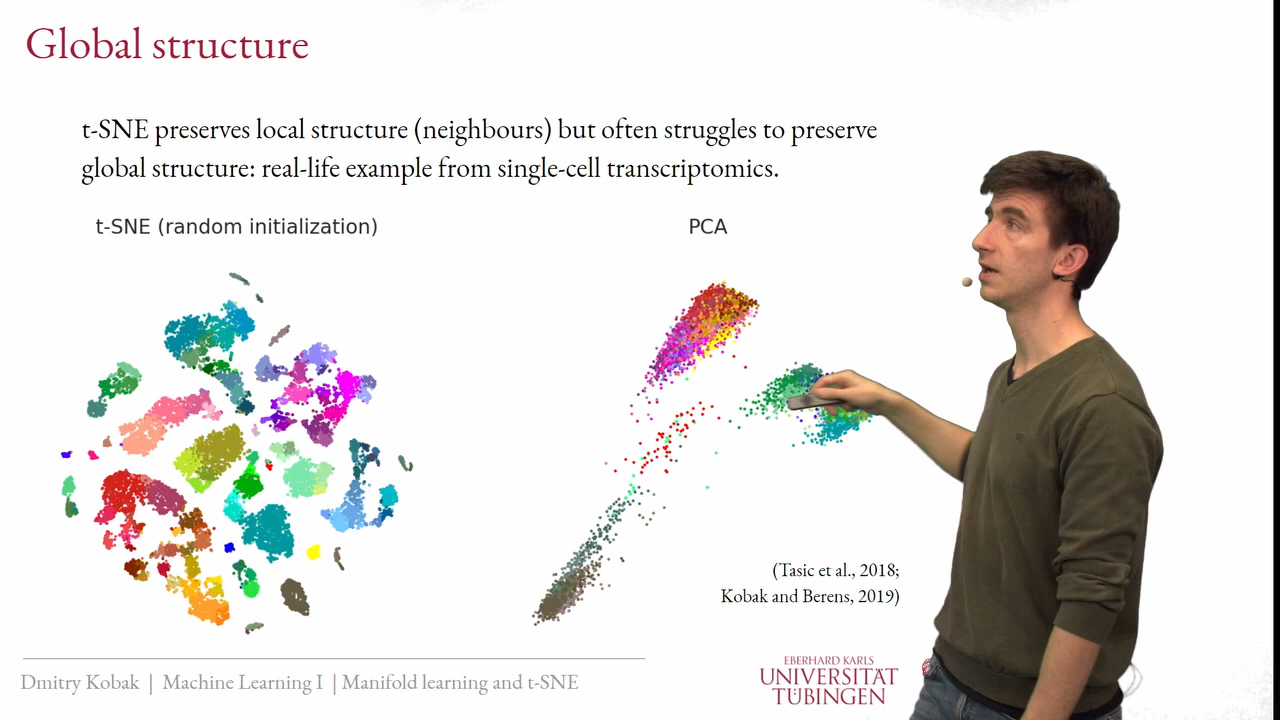 Global structure
t-SNE preserves local structure (neighbours) but often struggles to preserve
global structure: real-life example from single-cell transcriptomics.
t-SNE (random initialization)
PCA
(Tasic et al., 2018;
Kobak and Berens, 2019)
Dmitry Kobak | Machine Learning I | Manifold learning and t-SNE
EBERHARD KARLS
UNIVERSITÄT
TÜBINGEN